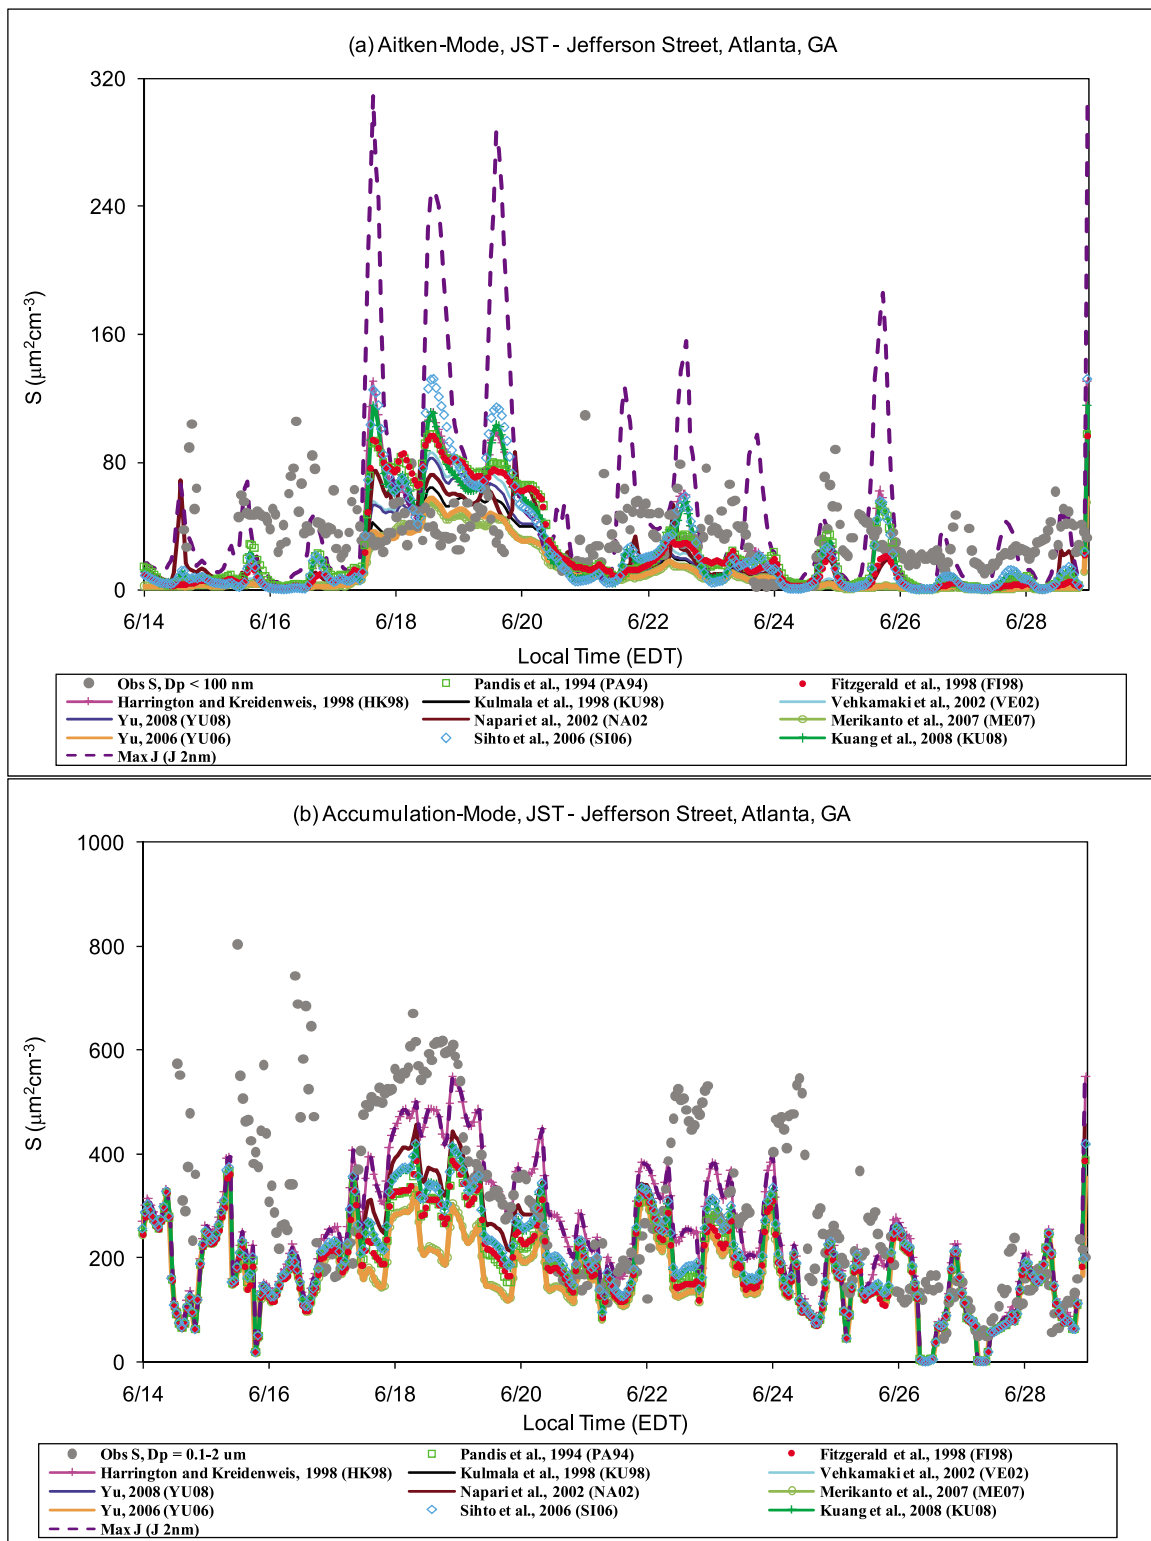 (a) Aitken-Mode, JST - Jefferson Street, Atlanta, GA
320
240
160
80
0
S (μm²cm⁻³)
6/14 6/16 6/18 6/20 6/22 6/24 6/26 6/28
Local Time (EDT)
Obs S, Dp < 100 nm Pandis et al., 1994 (PA94) Fitzgerald et al., 1998 (FI98)
Harrington and Kreidenweis, 1998 (HK98) Kulmala et al., 1998 (KU98) Vehkamaki et al., 2002 (VE02)
Yu, 2008 (YU08) Napari et al., 2002 (NA02 Merikanto et al., 2007 (ME07)
Yu, 2006 (YU06) Sihto et al., 2006 (SI06) Kuang et al., 2008 (KU08)
Max J (J 2nm)
(b) Accumulation-Mode, JST - Jefferson Street, Atlanta, GA
1000
800
600
400
200
0
S (μm²cm⁻³)
6/14 6/16 6/18 6/20 6/22 6/24 6/26 6/28
Local Time (EDT)
Obs S, Dp = 0.1-2 um Pandis et al., 1994 (PA94) Fitzgerald et al., 1998 (FI98)
Harrington and Kreidenweis, 1998 (HK98) Kulmala et al., 1998 (KU98) Vehkamaki et al., 2002 (VE02)
Yu, 2008 (YU08) Napari et al., 2002 (NA02) Merikanto et al., 2007 (ME07)
Yu, 2006 (YU06) Sihto et al., 2006 (SI06) Kuang et al., 2008 (KU08)
Max J (J 2nm)